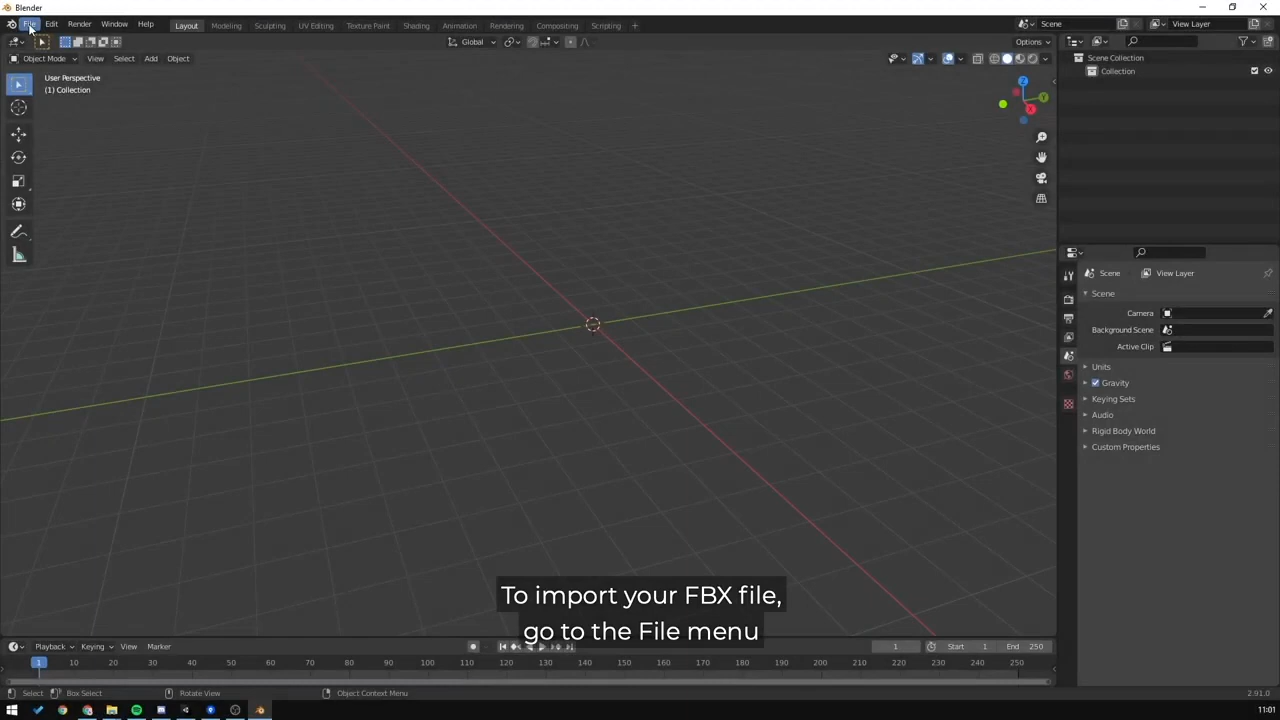 Blender
File Edit Render Window Help Layout Modeling Sculpting UV Editing Texture Paint Shading Animation Rendering Compositing Scripting + Scene View Layer
Global Options
Object Mode View Select Add Object
User Perspective
(1) Collection
Z
Y
X
Scene Collection
Collection
Scene View Layer
Scene
Camera
Background Scene
Active Clip
Units
Gravity
Keying Sets
Audio
Rigid Body World
Custom Properties
To import your FBX file,
go to the File menu
Playback Keying View Marker 1 Start 1 End 250
1 10 20 30 40 50 60 70 80 90 100 110 120 130 140 150 160 170 180 190 200 210 220 230 240 250
Select Box Select Rotate View Object Context Menu 2.91.0
11:01